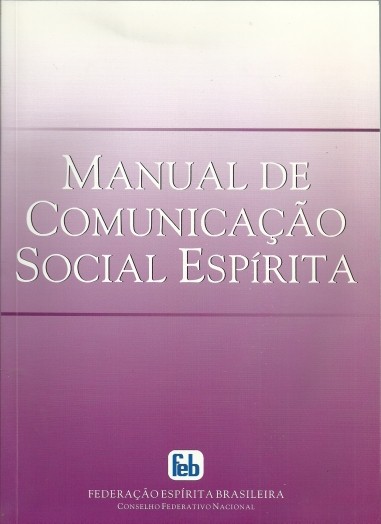 MANUAL DE
COMUNICAÇÃO
SOCIAL ESPÍRITA
feb
FEDERAÇÃO ESPÍRITA BRASILEIRA
CONSELHO FEDERATIVO NACIONAL